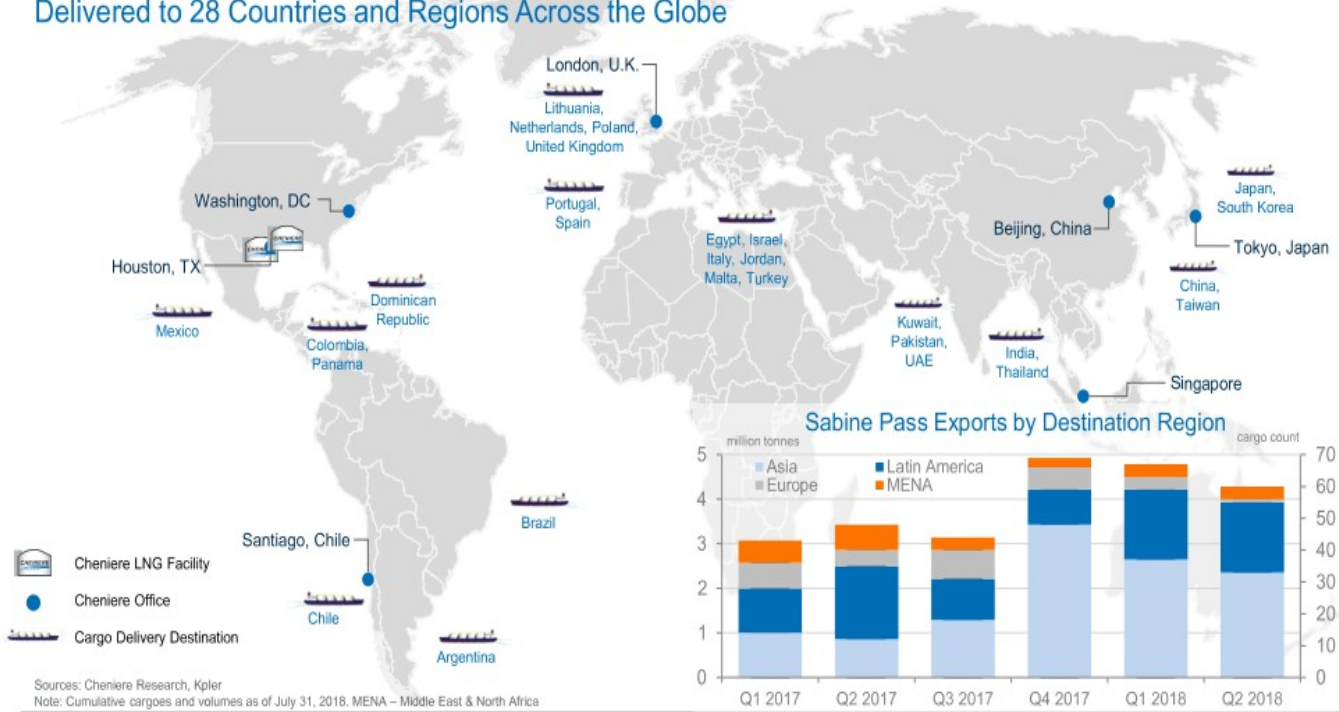 Delivered to 28 Countries and Regions Across the Globe
London, U.K.
Lithuania,
Netherlands, Poland,
United Kingdom
Washington, DC
Portugal,
Spain
Japan,
South Korea
Beijing, China
Egypt, Israel,
Italy, Jordan,
Malta, Turkey
Tokyo, Japan
Houston, TX
CHENIERE
China,
Taiwan
Dominican
Republic
Mexico
Colombia,
Panama
Kuwait,
Pakistan,
UAE
India,
Thailand
Singapore
Brazil
Santiago, Chile
Chile
Argentina
CHENIERE
Cheniere LNG Facility
Cheniere Office
Cargo Delivery Destination
Sabine Pass Exports by Destination Region
million tonnes
cargo count
Asia
Latin America
Europe
MENA
5
4
3
2
1
0
70
60
50
40
30
20
10
0
Q1 2017
Q2 2017
Q3 2017
Q4 2017
Q1 2018
Q2 2018
Sources: Cheniere Research, Kpler
Note: Cumulative cargoes and volumes as of July 31, 2018. MENA – Middle East & North Africa